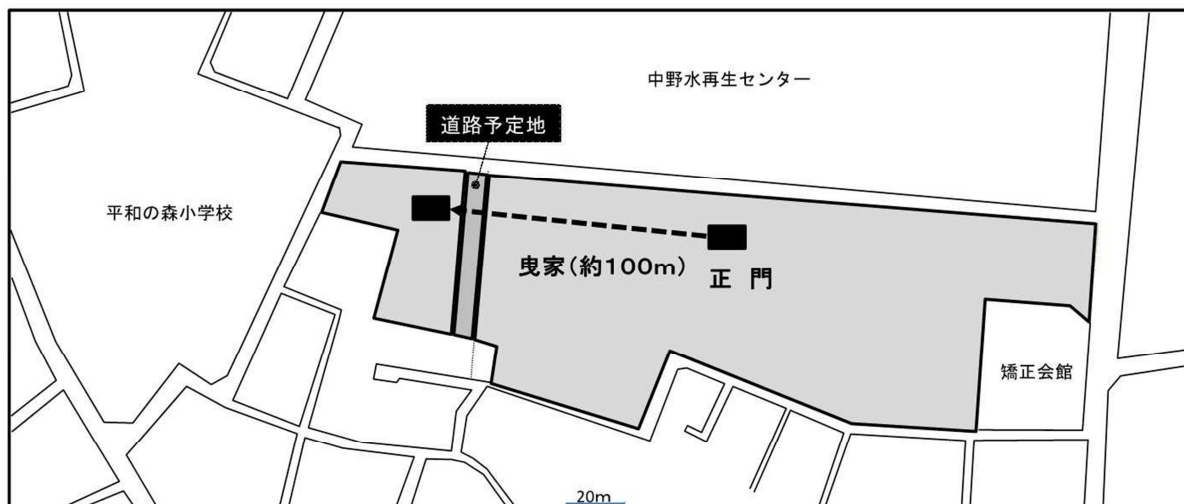 中野水再生センター
道路予定地
平和の森小学校
曳家(約100m)
正 門
矯正会館
20m